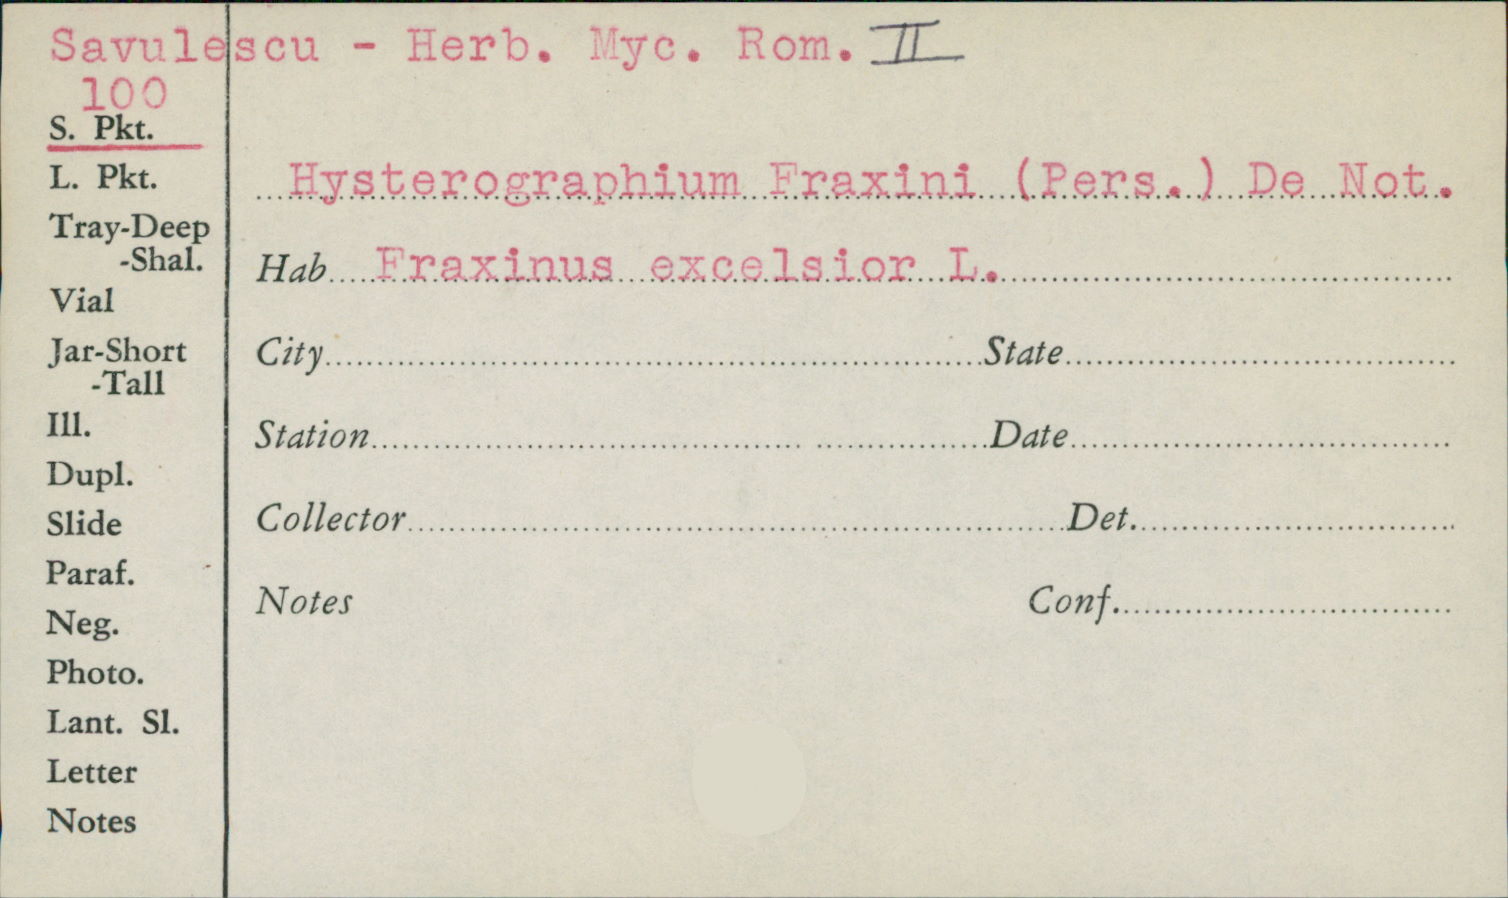 Savulescu - Herb. Myc. Rom. II
100
S. Pkt.
L. Pkt.
Tray-Deep
-Shal.
Vial
Jar-Short
-Tall
Ill.
Dupl.
Slide
Paraf.
Neg.
Photo.
Lant. Sl.
Letter
Notes
Hysterographium Fraxini (Pers.) De Not.
Hab Fraxinus excelsior L.
City State
Station Date
Collector Det.
Notes Conf.